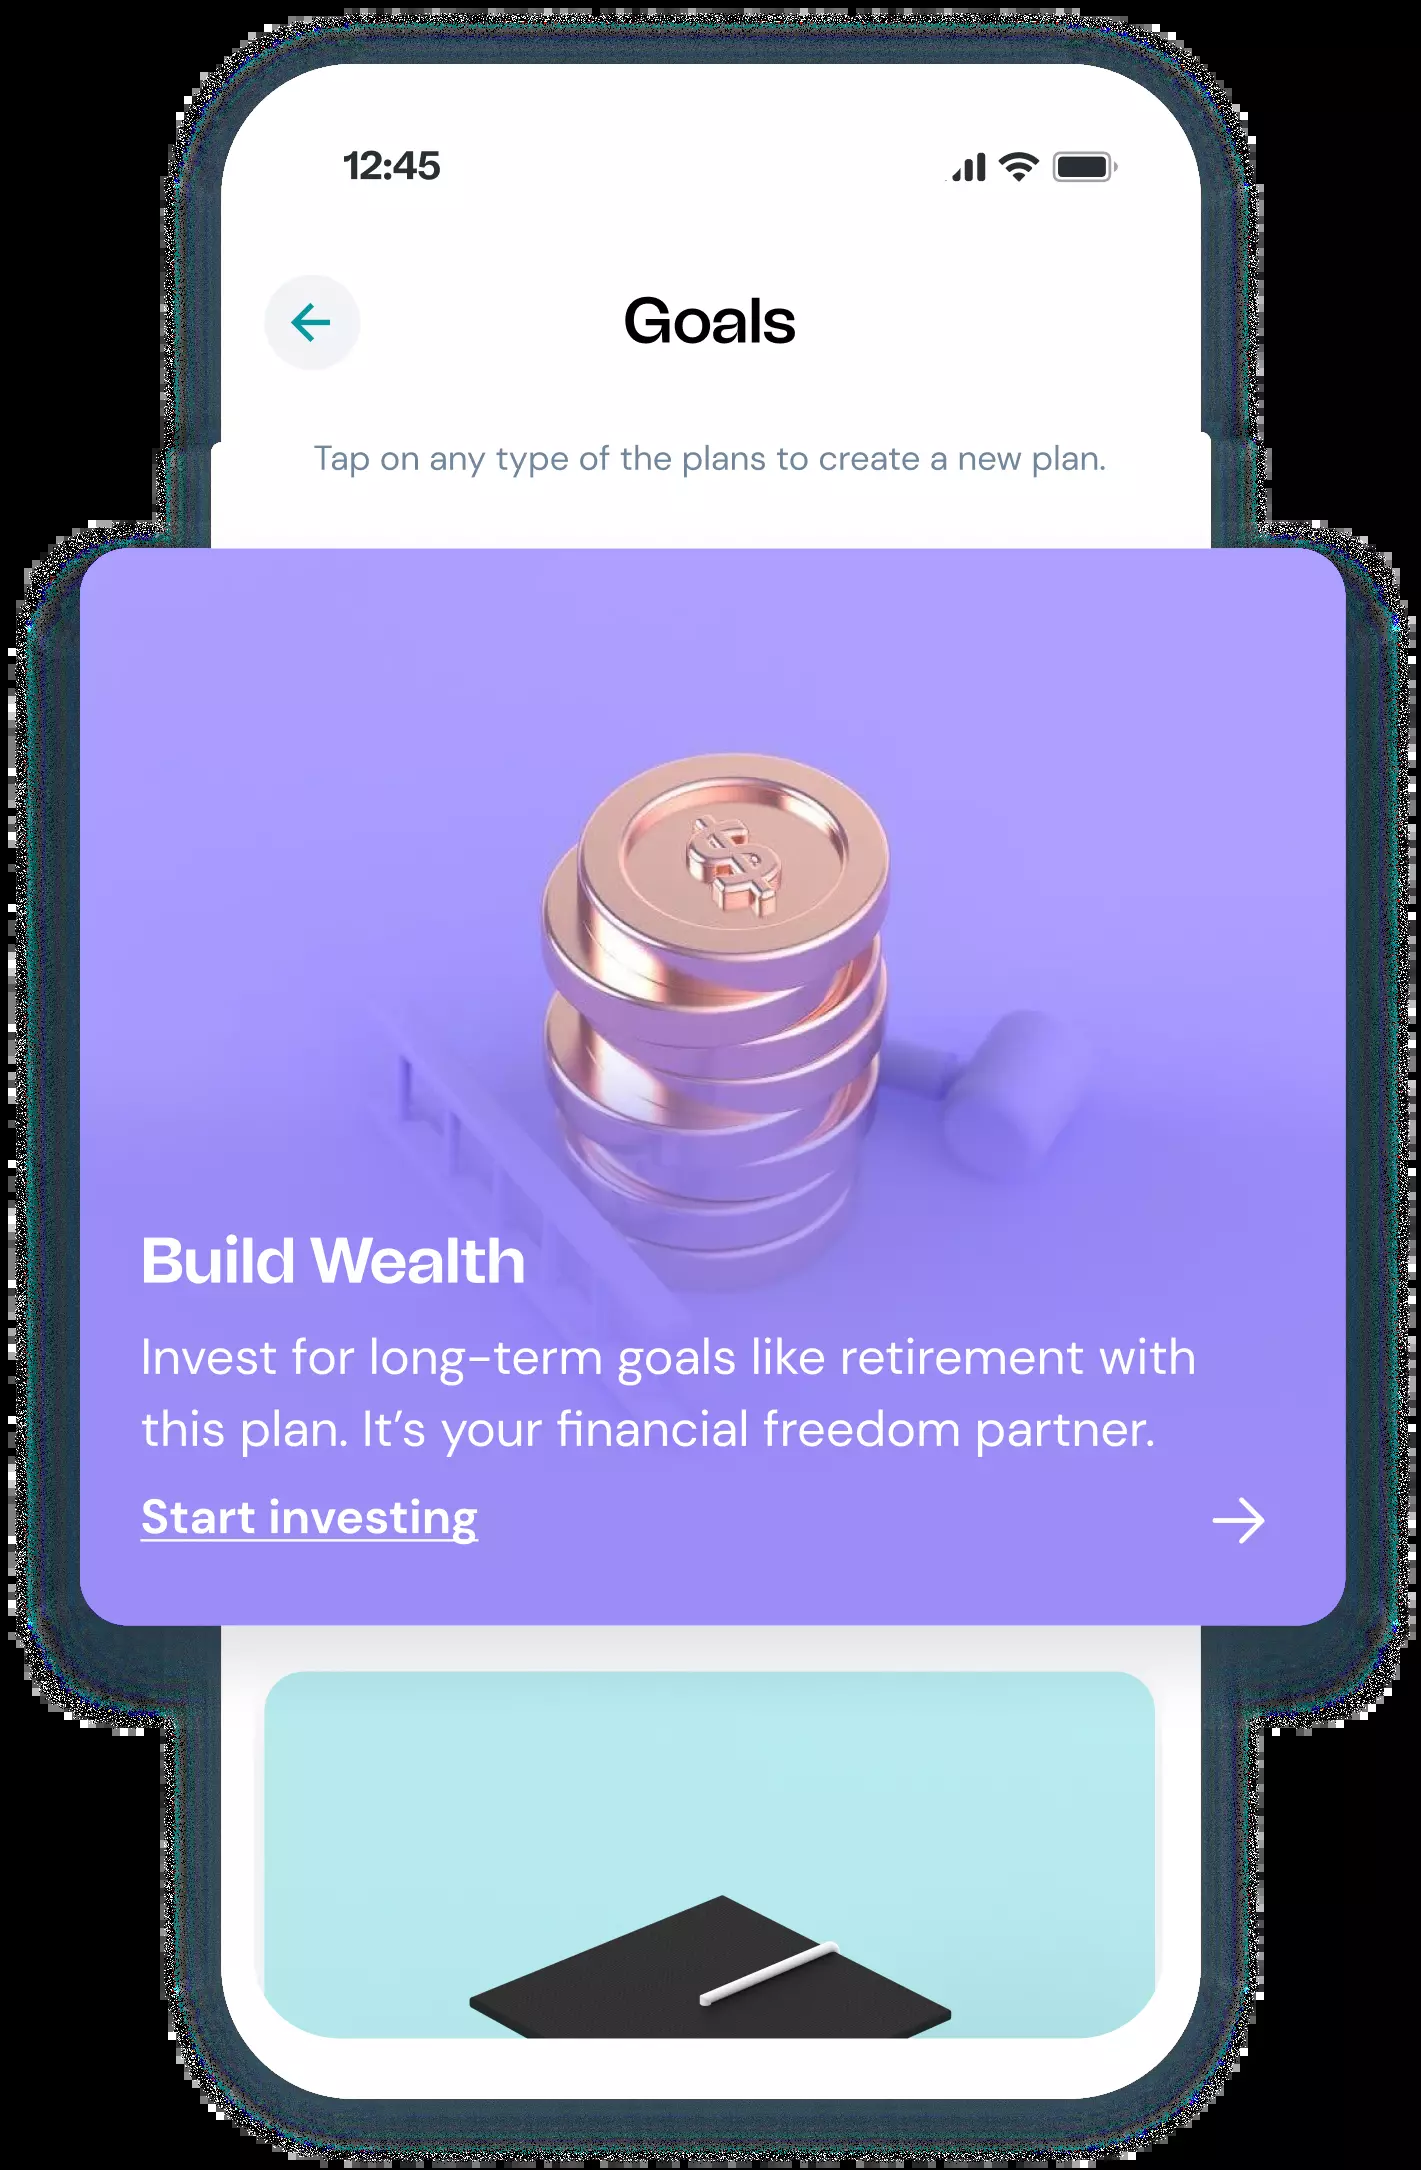 12:45
Goals
Tap on any type of the plans to create a new plan.
Build Wealth
Invest for long-term goals like retirement with
this plan. It’s your financial freedom partner.
Start investing